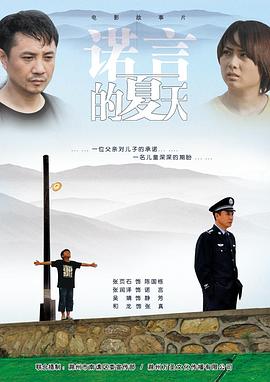 电影故事片
诺言
的夏天
... ... 一位父亲对儿子的承诺... ...
... ... 一名儿童深深的期盼 ... ...
张页石 饰 陈国栋
张润泽 饰 诺言
吴婧 饰 静芳
和龙 饰 张真